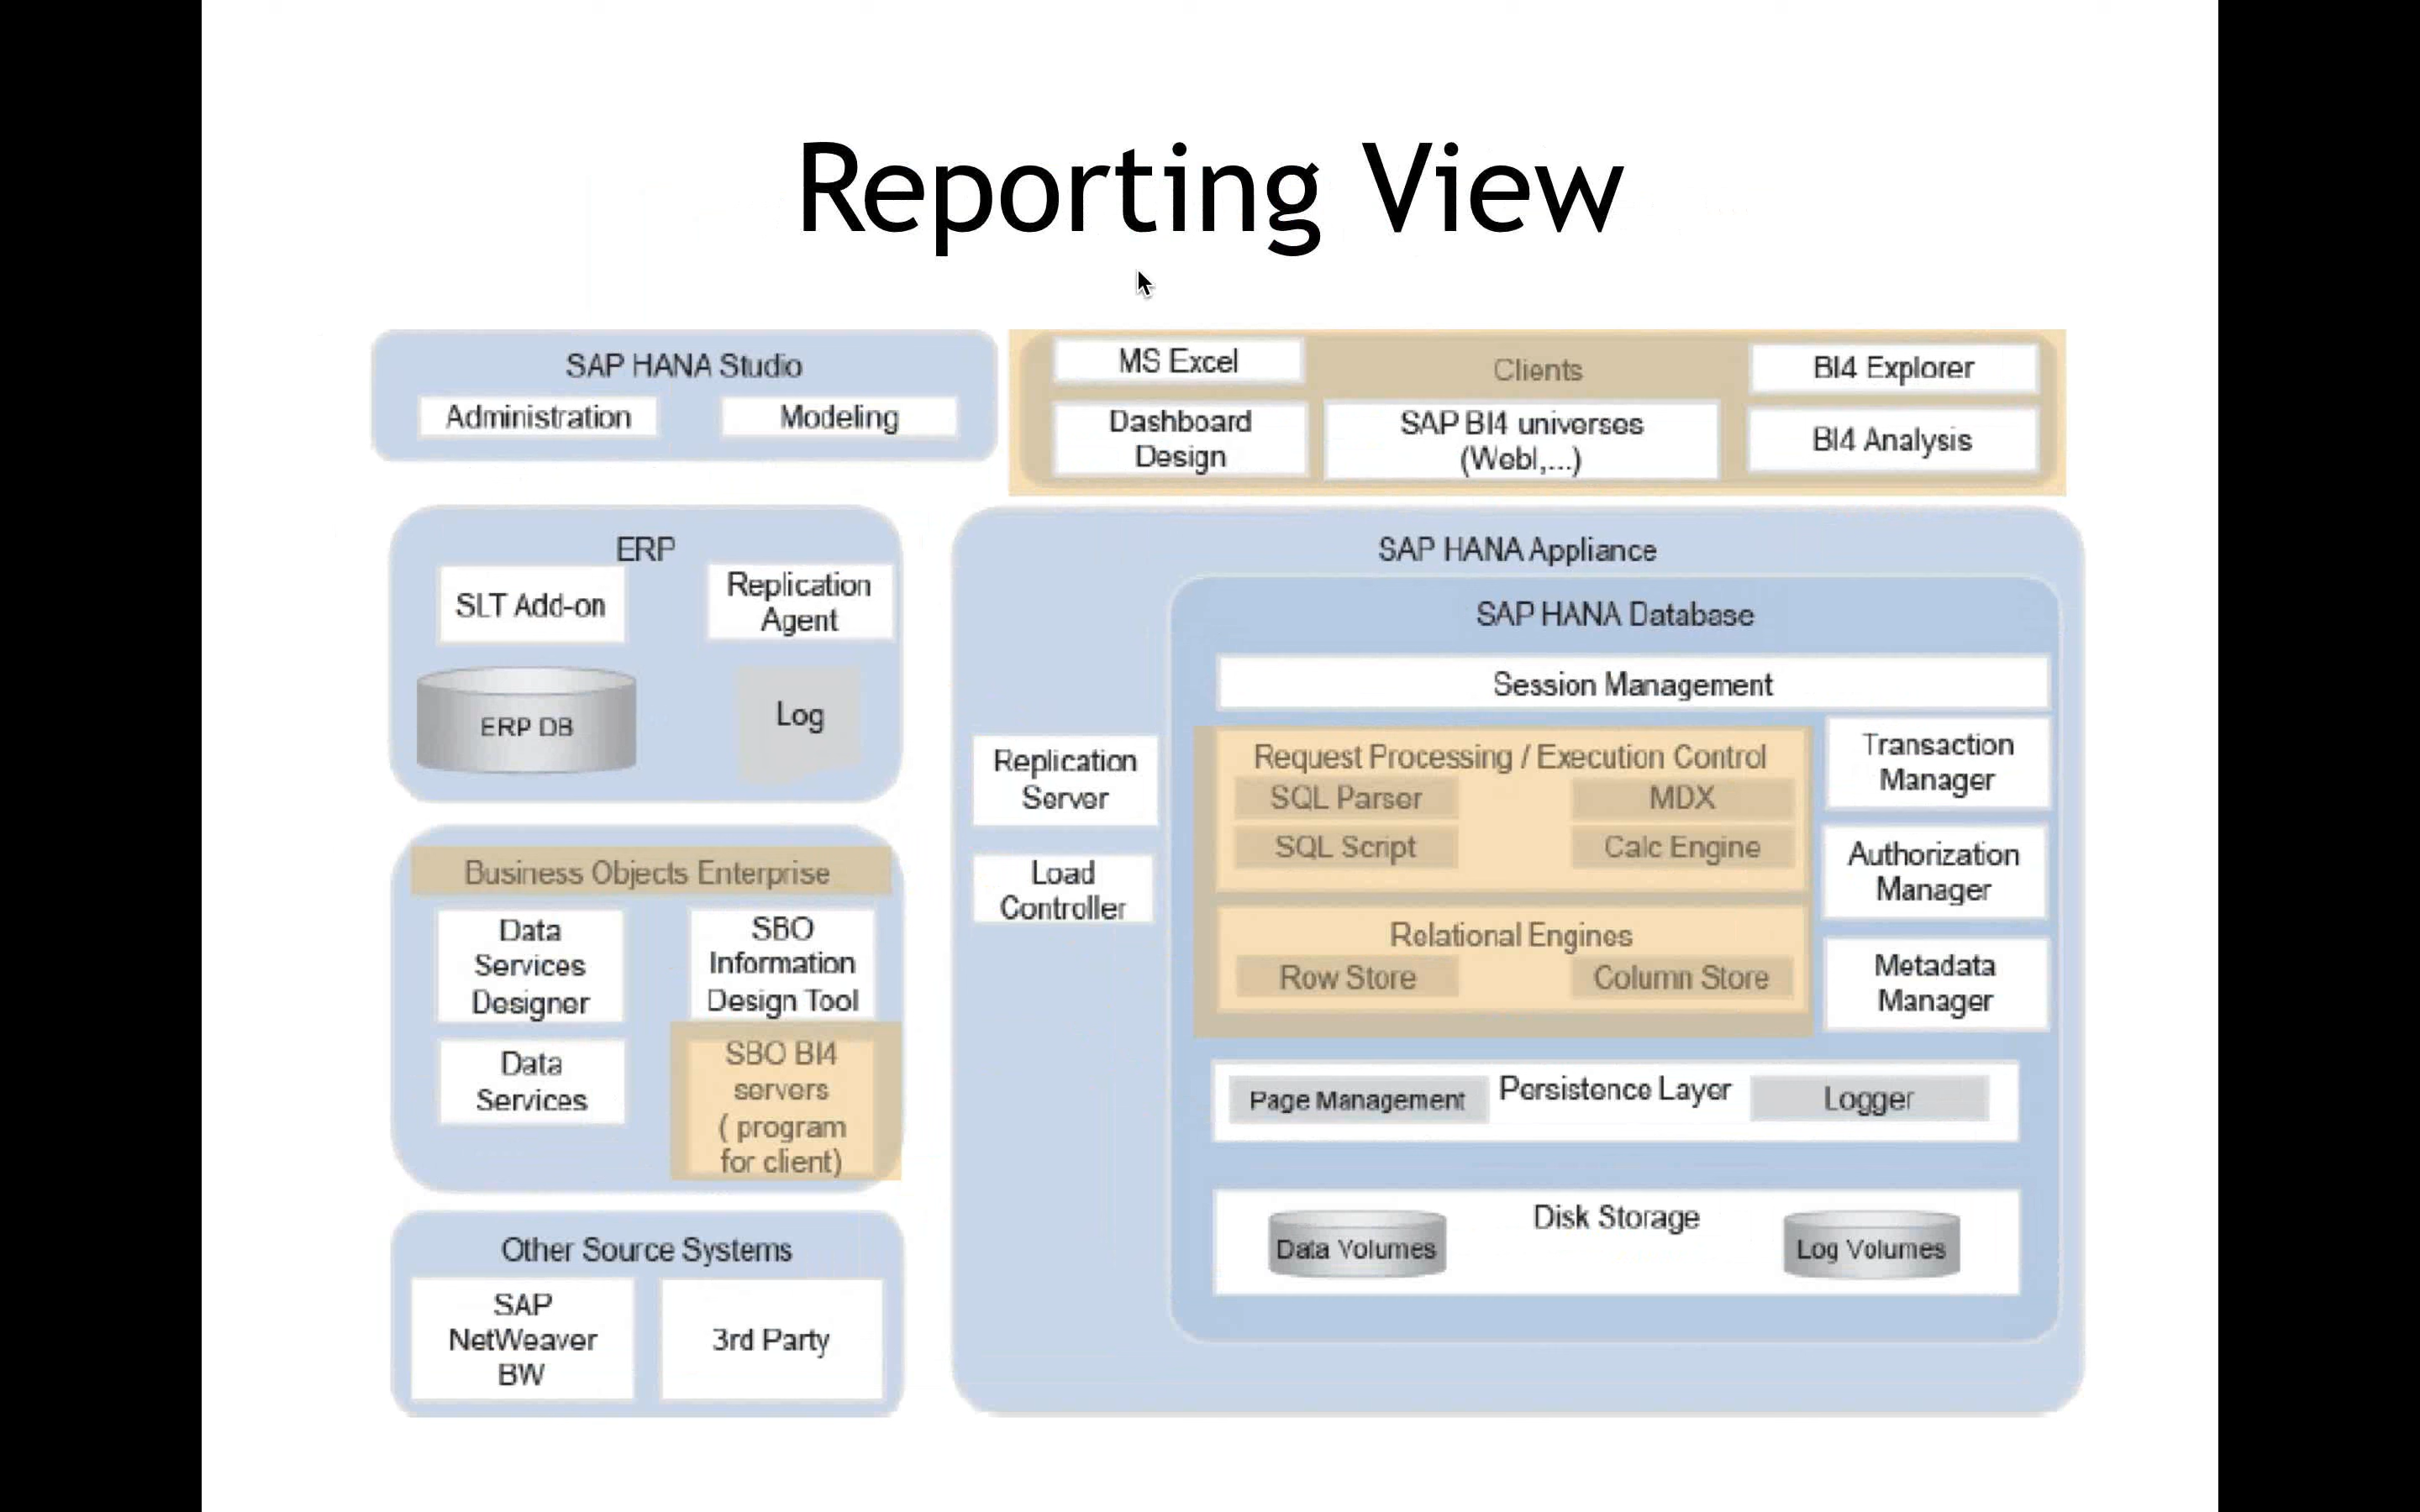 Reporting View
SAP HANA Studio
Administration
Modeling
MS Excel
Clients
BI4 Explorer
Dashboard
Design
SAP BI4 universes
(WebI,...)
BI4 Analysis
ERP
SLT Add-on
Replication
Agent
ERP DB
Log
Business Objects Enterprise
Data
Services
Designer
SBO
Information
Design Tool
Data
Services
SBO BI4
servers
( program
for client)
Other Source Systems
SAP
NetWeaver
BW
3rd Party
SAP HANA Appliance
Replication
Server
Load
Controller
SAP HANA Database
Session Management
Request Processing / Execution Control
SQL Parser
MDX
SQL Script
Calc Engine
Relational Engines
Row Store
Column Store
Transaction
Manager
Authorization
Manager
Metadata
Manager
Page Management
Persistence Layer
Logger
Disk Storage
Data Volumes
Log Volumes